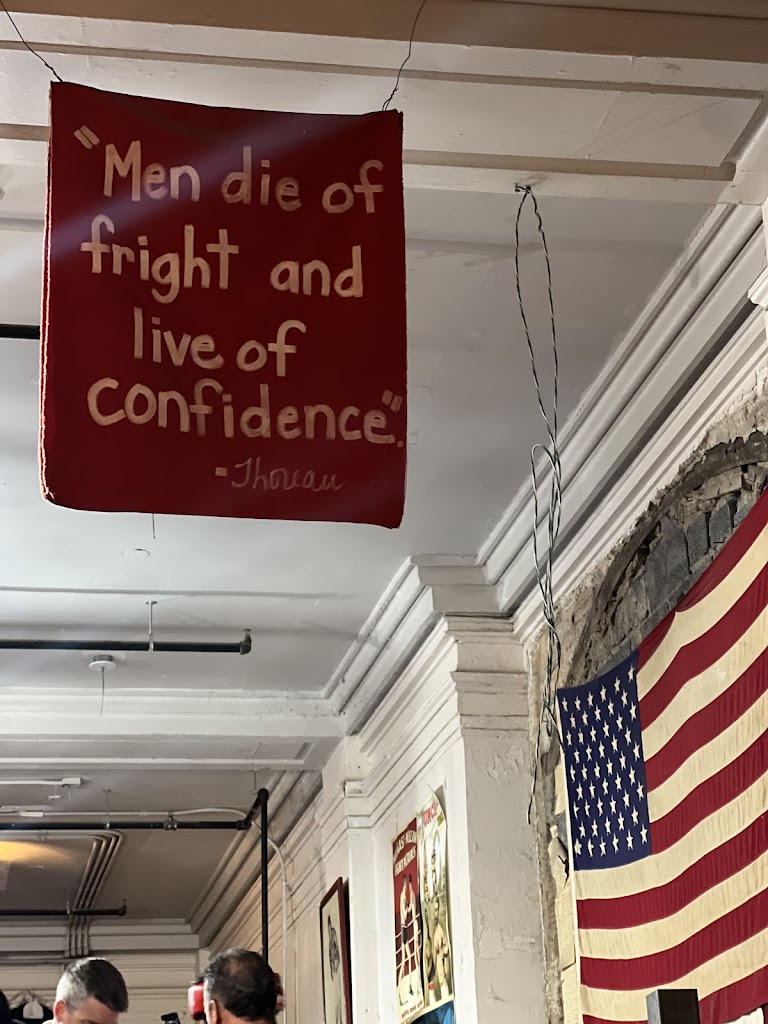 "Men die of
fright and
live of
confidence".
-Thoreau